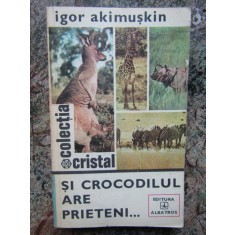 igor akimuşkin
colecţia
cristal
ŞI CROCODILUL
ARE
PRIETENI...
EDITURA
ALBATROS